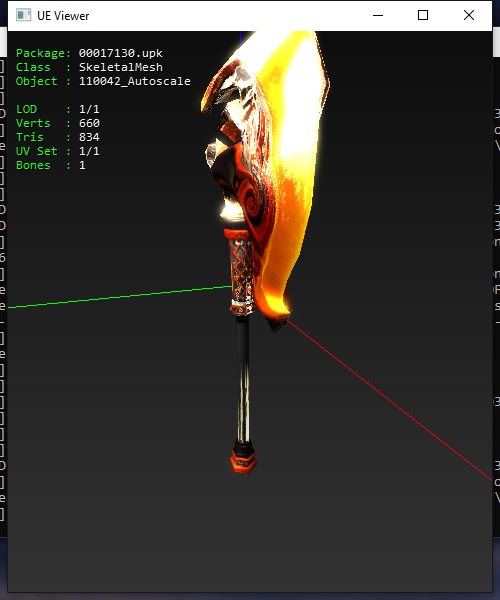 UE Viewer
Package: 00017130.upk
Class  : SkeletalMesh
Object : 110042_Autoscale
LOD    : 1/1
Verts  : 660
Tris   : 834
UV Set : 1/1
Bones  : 1